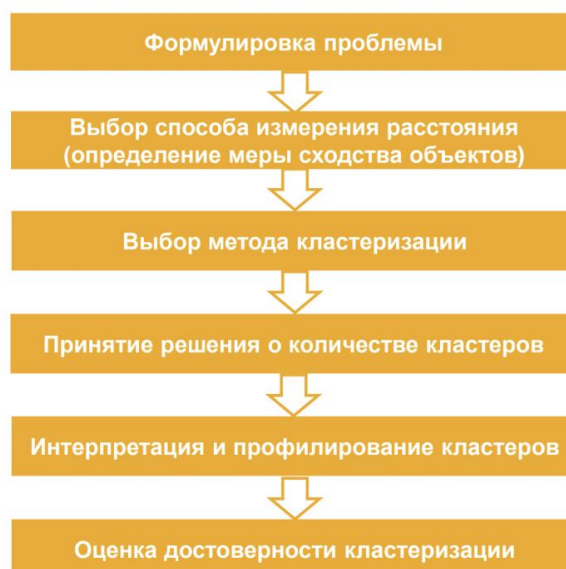 Формулировка проблемы
Выбор способа измерения расстояния
(определение меры сходства объектов)
Выбор метода кластеризации
Принятие решения о количестве кластеров
Интерпретация и профилирование кластеров
Оценка достоверности кластеризации